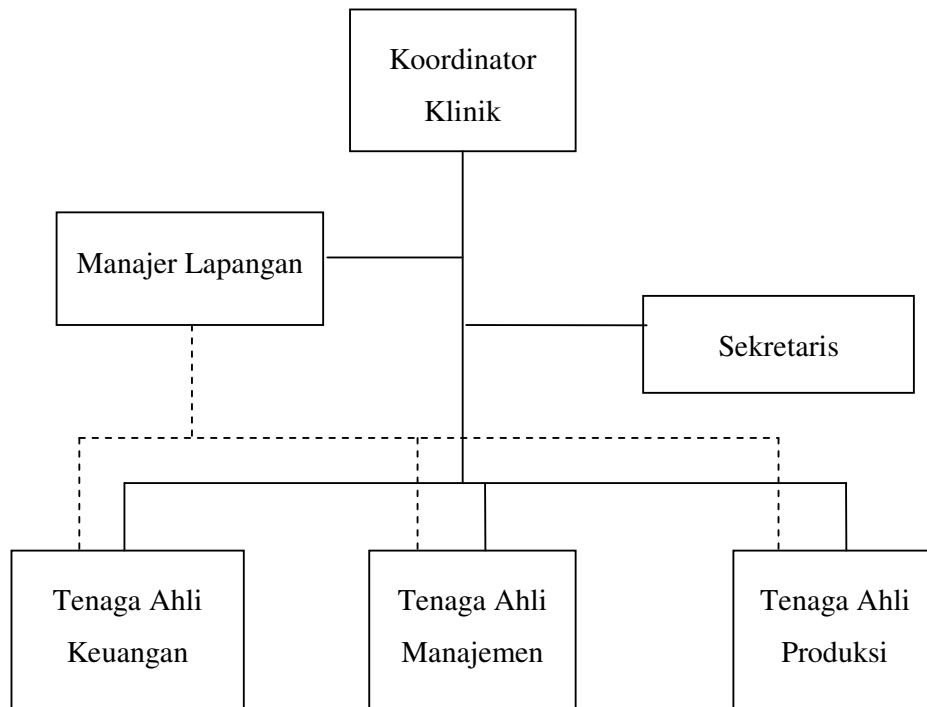 Koordinator
Klinik
Manajer Lapangan
Sekretaris
Tenaga Ahli
Keuangan
Tenaga Ahli
Manajemen
Tenaga Ahli
Produksi